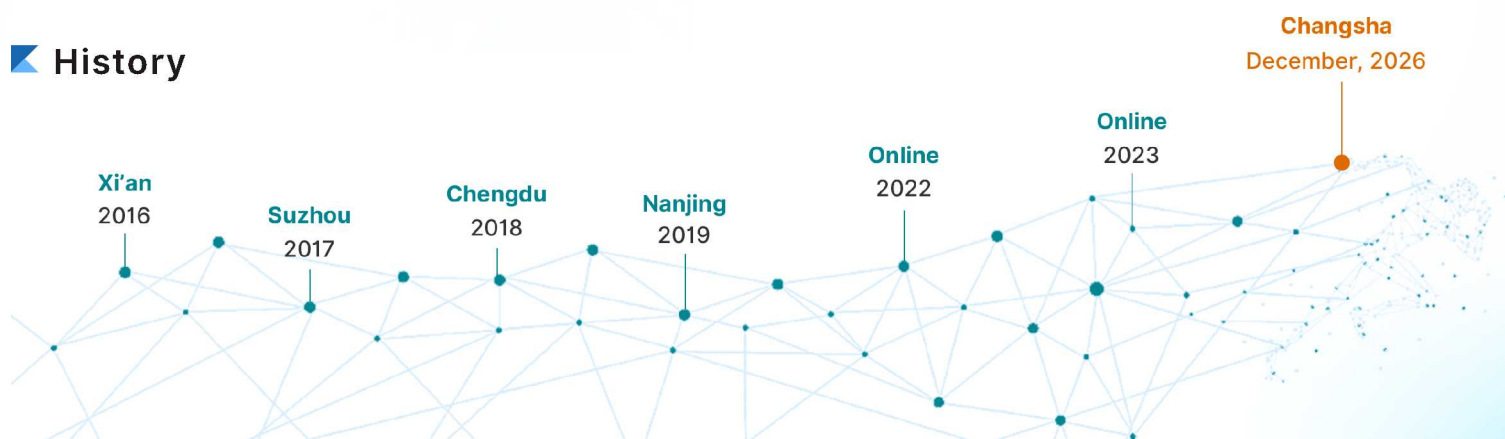 History
Xi’an
2016
Suzhou
2017
Chengdu
2018
Nanjing
2019
Online
2022
Online
2023
Changsha
December, 2026